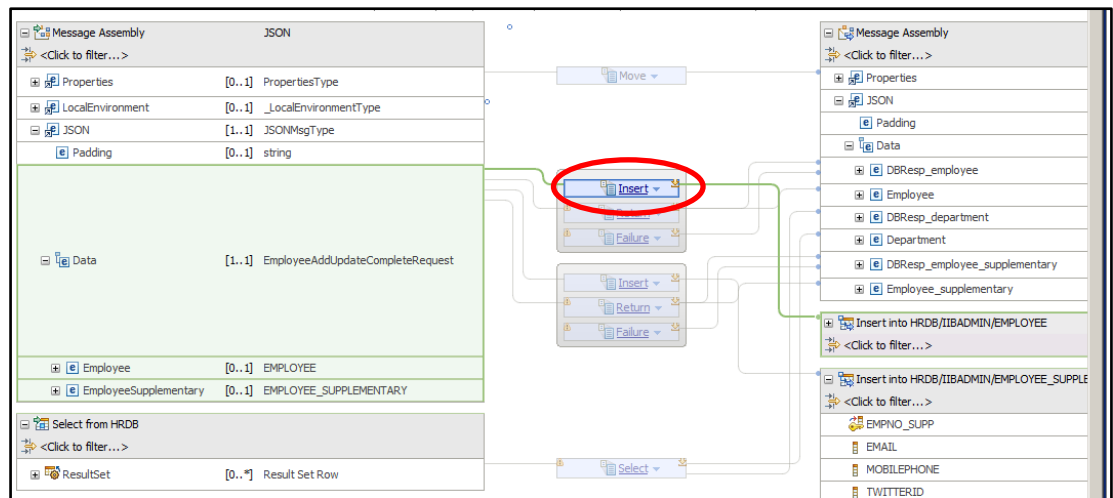 Message Assembly JSON
<Click to filter...>
Properties [0..1] PropertiesType
LocalEnvironment [0..1] _LocalEnvironmentType
JSON [1..1] JSONMsgType
Padding [0..1] string
Data [1..1] EmployeeAddUpdateCompleteRequest
Employee [0..1] EMPLOYEE
EmployeeSupplementary [0..1] EMPLOYEE_SUPPLEMENTARY
Select from HRDB
<Click to filter...>
ResultSet [0..*] Result Set Row
Move
Insert
Return
Failure
Insert
Return
Failure
Select
Message Assembly
<Click to filter...>
Properties
JSON
Padding
Data
DBResp_employee
Employee
DBResp_department
Department
DBResp_employee_supplementary
Employee_supplementary
Insert into HRDB/IIBADMIN/EMPLOYEE
<Click to filter...>
Insert into HRDB/IIBADMIN/EMPLOYEE_SUPPLE
<Click to filter...>
EMPNO_SUPP
EMAIL
MOBILEPHONE
TWITTERID